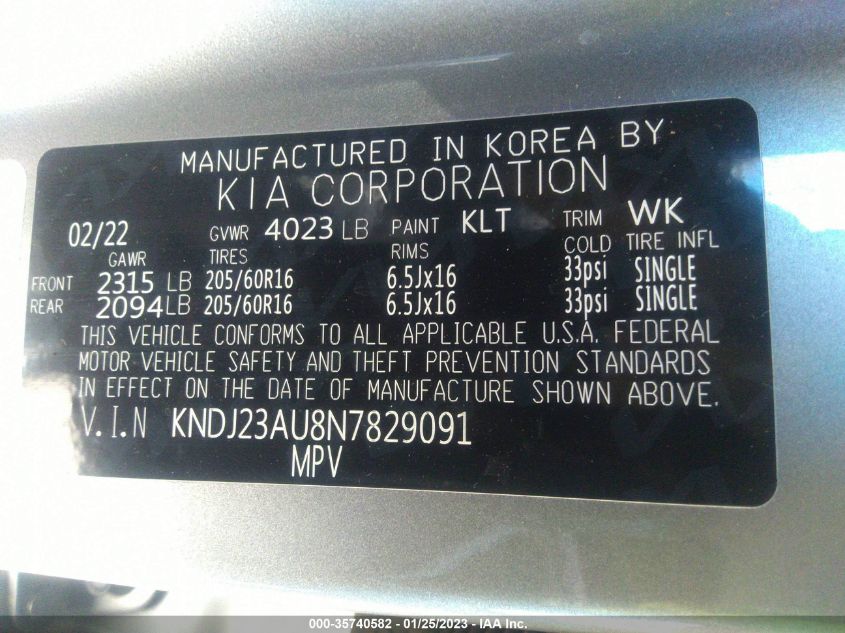 MANUFACTURED IN KOREA BY
KIA CORPORATION
02/22 GVWR 4023 LB PAINT KLT TRIM WK
GAWR TIRES RIMS COLD TIRE INFL
FRONT 2315 LB 205/60R16 6.5Jx16 33psi SINGLE
REAR 2094 LB 205/60R16 6.5Jx16 33psi SINGLE
THIS VEHICLE CONFORMS TO ALL APPLICABLE U.S.A. FEDERAL
MOTOR VEHICLE SAFETY AND THEFT PREVENTION STANDARDS
IN EFFECT ON THE DATE OF MANUFACTURE SHOWN ABOVE.
V.I.N KNDJ23AU8N7829091
MPV
000-35740582 - 01/25/2023 - IAA Inc.